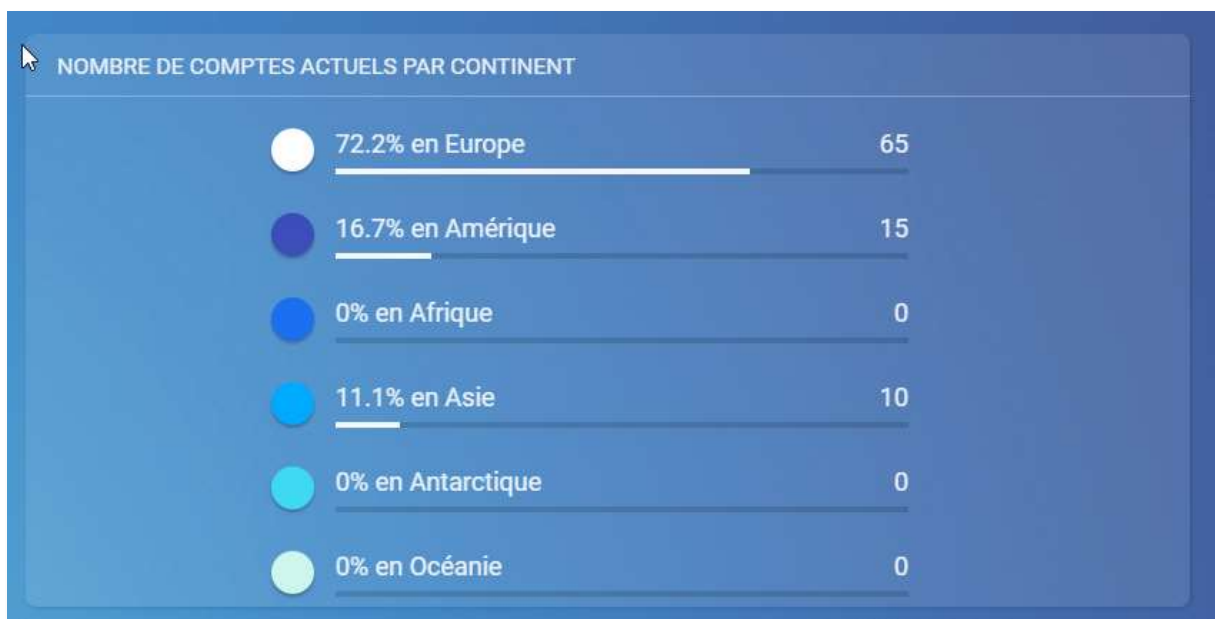 NOMBRE DE COMPTES ACTUELS PAR CONTINENT
72.2% en Europe 65
16.7% en Amérique 15
0% en Afrique 0
11.1% en Asie 10
0% en Antarctique 0
0% en Océanie 0